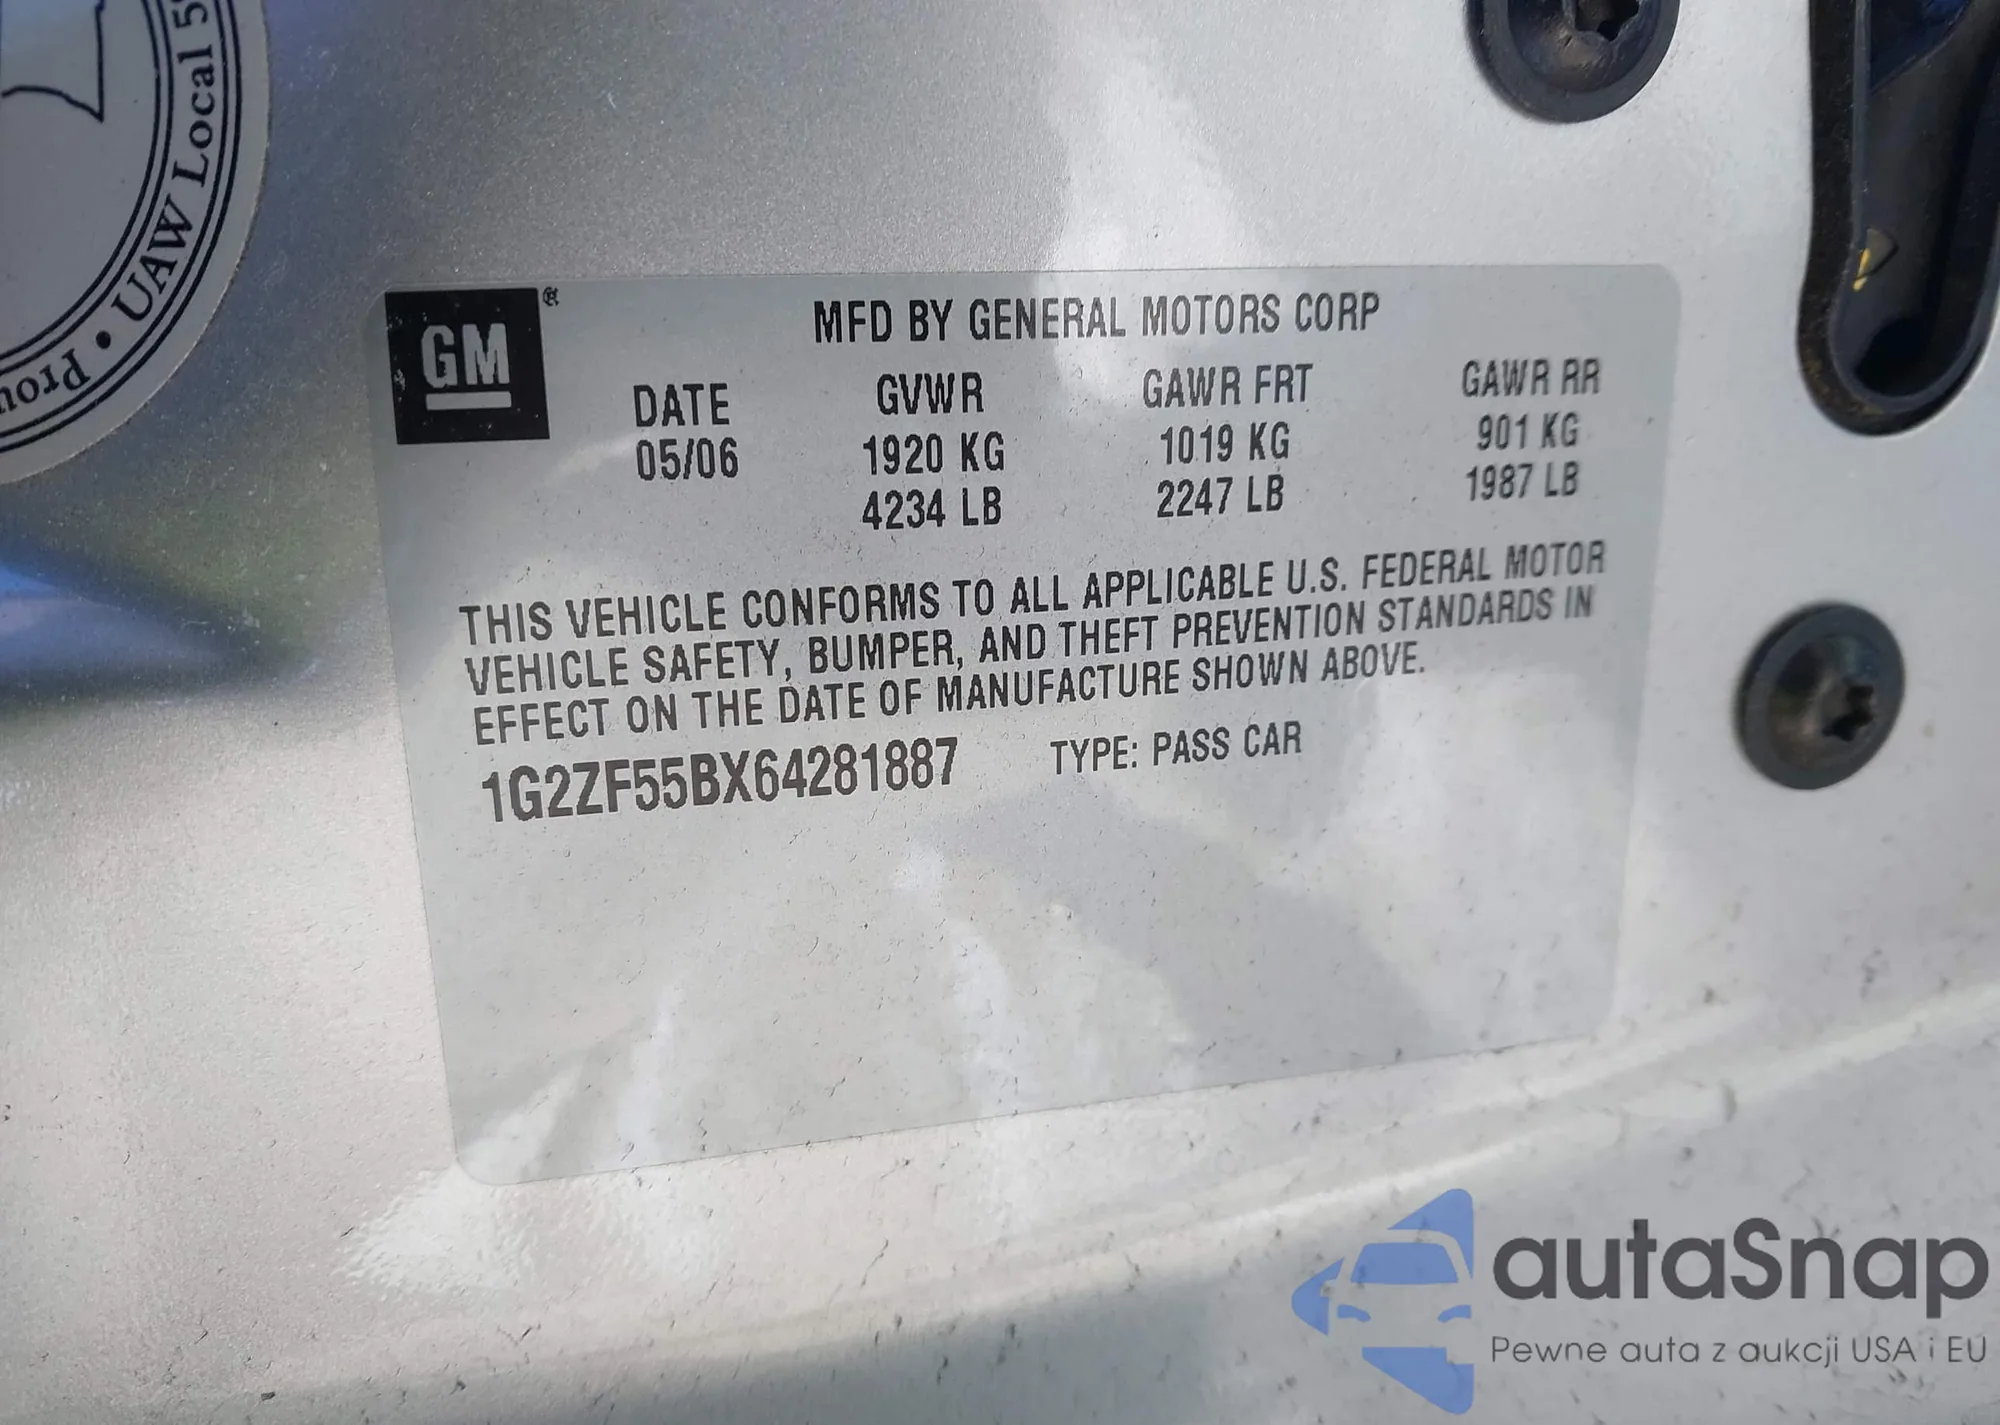 UAW Local 5
GM
®
MFD BY GENERAL MOTORS CORP
DATE GVWR GAWR FRT GAWR RR
05/06 1920 KG 1019 KG 901 KG
4234 LB 2247 LB 1987 LB
THIS VEHICLE CONFORMS TO ALL APPLICABLE U.S. FEDERAL MOTOR
VEHICLE SAFETY, BUMPER, AND THEFT PREVENTION STANDARDS IN
EFFECT ON THE DATE OF MANUFACTURE SHOWN ABOVE.
1G2ZF55BX64281887 TYPE: PASS CAR
autaSnap
Pewne auta z aukcji USA i EU